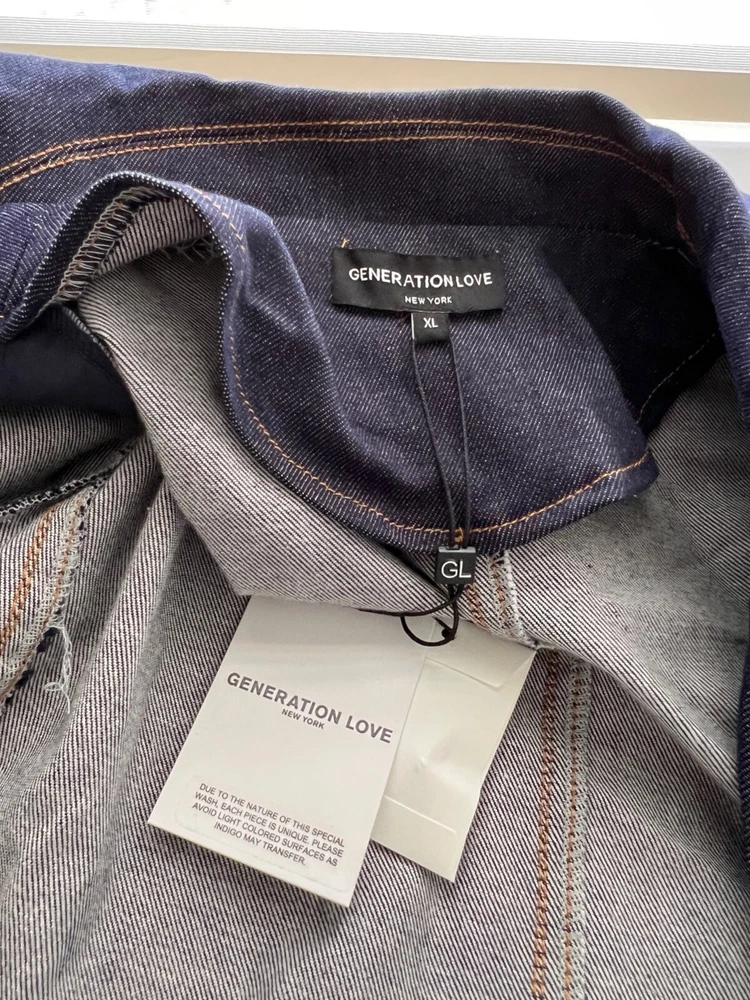 GENERATION LOVE
NEW YORK
XL
GL
GENERATION LOVE
NEW YORK
DUE TO THE NATURE OF THIS SPECIAL
WASH, EACH PIECE IS UNIQUE. PLEASE
AVOID LIGHT COLORED SURFACES AS
INDIGO MAY TRANSFER.